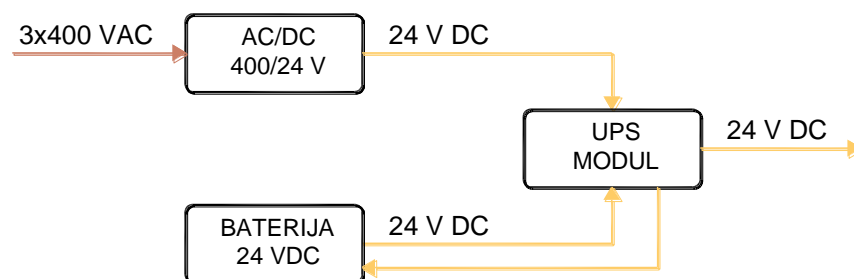 3x400 VAC
AC/DC
400/24 V
24 V DC
UPS
MODUL
24 V DC
BATERIJA
24 VDC
24 V DC